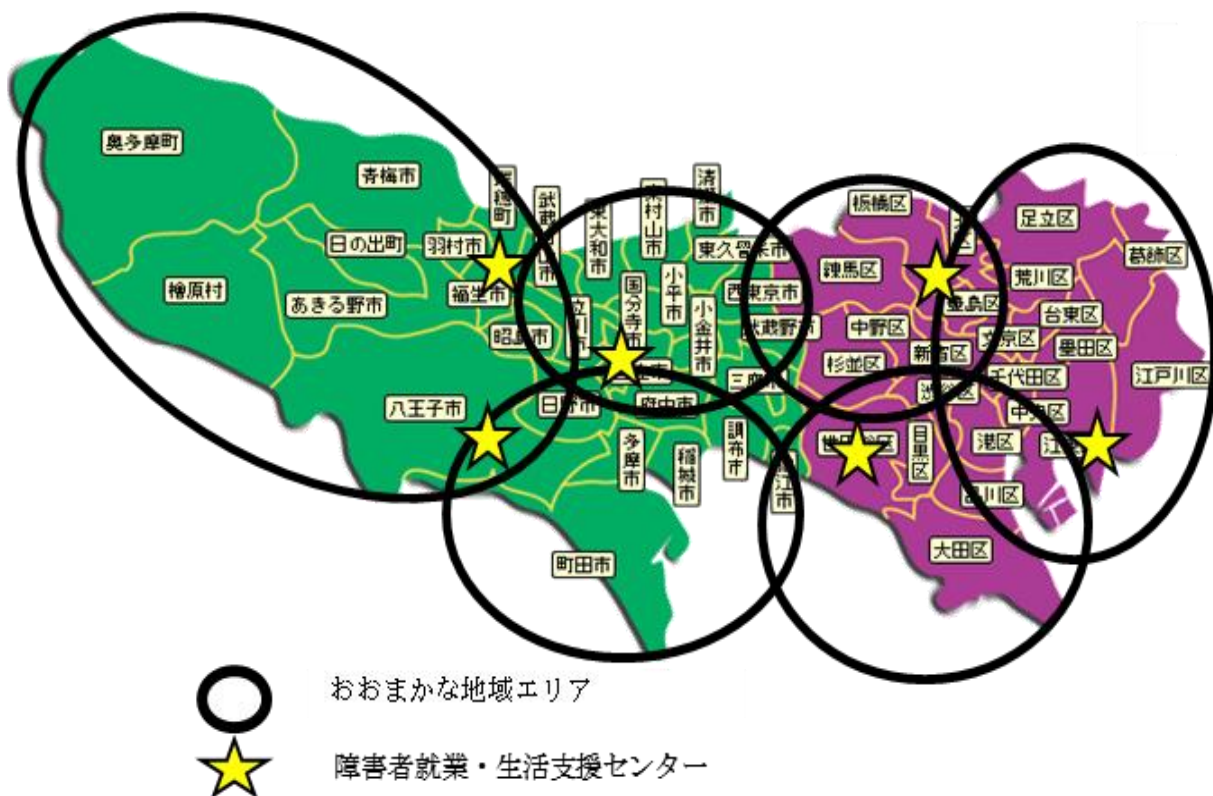 奥多摩町
青梅市
日の出町
羽村市
檜原村
あきる野市
福生市
昭島市
八王子市
東大和市
国分寺市
小平市
小金井市
東久留米市
西東京市
武蔵野市
日野市
府中市
多摩市
稲城市
調布市
町田市
板橋区
練馬区
豊島区
中野区
杉並区
新宿区
渋谷区
世田谷区
目黒区
足立区
葛飾区
荒川区
台東区
文京区
墨田区
千代田区
江戸川区
中央区
港区
品川区
大田区
おおまかな地域エリア
障害者就業・生活支援センター